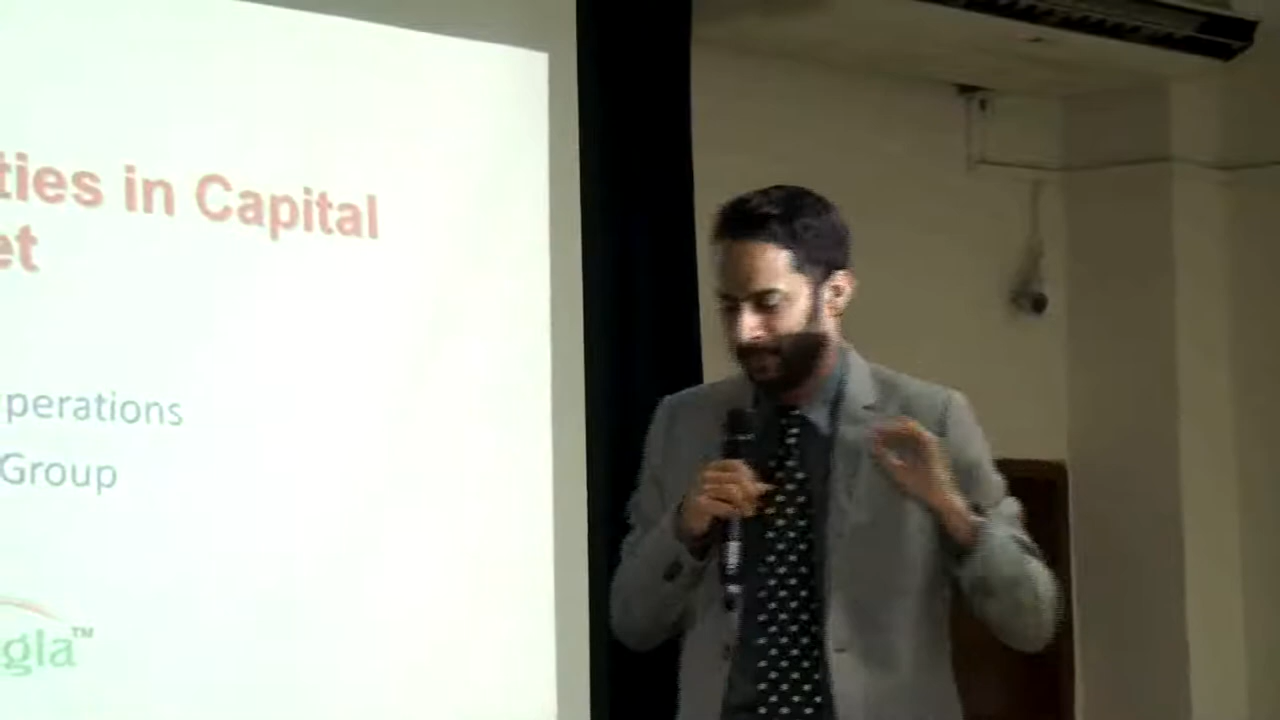 ties in Capital
et
perations
Group
gla™